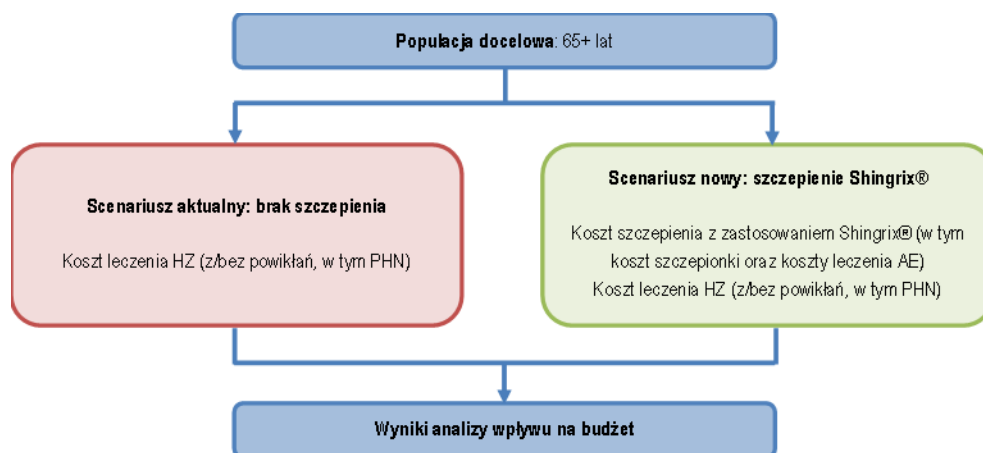 Populacja docelowa: 65+ lat
Scenariusz aktualny: brak szczepienia
Koszt leczenia HZ (z/bez powikłań, w tym PHN)
Scenariusz nowy: szczepienie Shingrix®
Koszt szczepienia z zastosowaniem Shingrix® (w tym
koszt szczepionki oraz koszty leczenia AE)
Koszt leczenia HZ (z/bez powikłań, w tym PHN)
Wyniki analizy wpływu na budżet